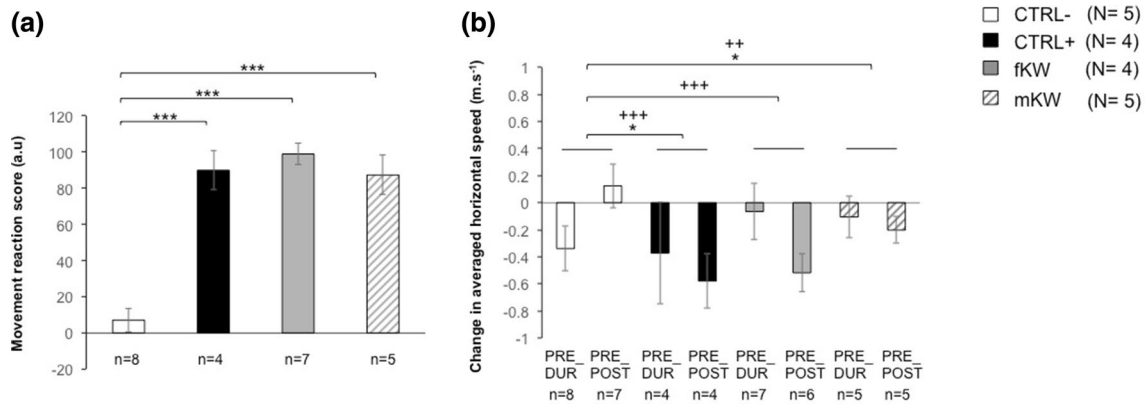 (a)
Movement reaction score (a.u)
120
100
80
60
40
20
0
-20
***
***
***
n=8
n=4
n=7
n=5
(b)
Change in averaged horizontal speed (m.s-1)
1
0.8
0.6
0.4
0.2
0
-0.2
-0.4
-0.6
-0.8
-1
++
*
+++
+++
*
PRE_ PRE_ PRE_ PRE_ PRE_ PRE_ PRE_ PRE_
DUR POST DUR POST DUR POST DUR POST
n=8 n=7 n=4 n=4 n=7 n=6 n=5 n=5
CTRL- (N= 5)
CTRL+ (N= 4)
fKW (N= 4)
mKW (N= 5)